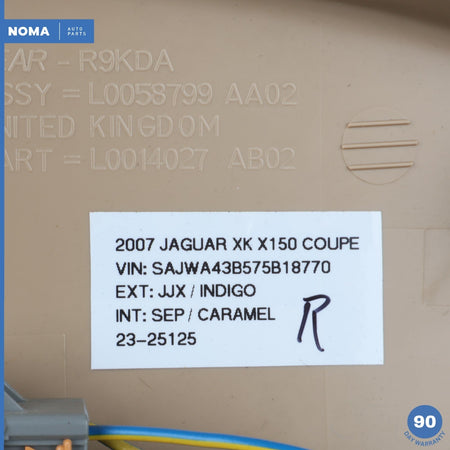 NOMA AUTO
PARTS
EAR - R9KDA
SSY = L0058799 AA02
NITED KINGDOM
ART = L0014027 AB02
2007 JAGUAR XK X150 COUPE
VIN: SAJWA43B575B18770
EXT: JJX / INDIGO
INT: SEP / CARAMEL
23-25125
R
90
DAY WARRANTY